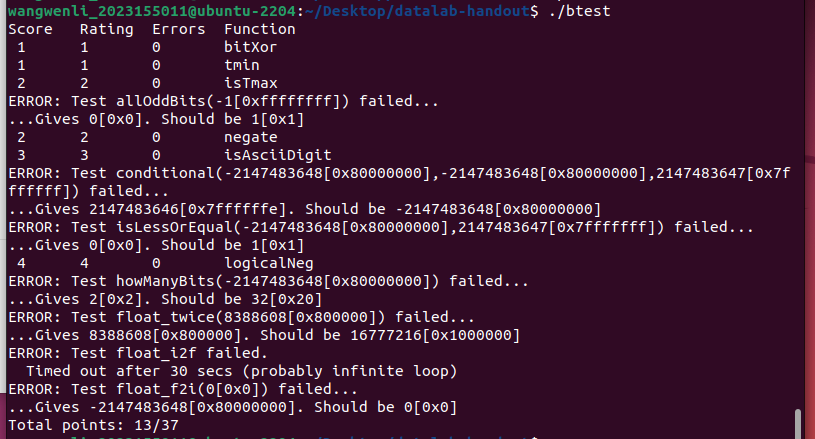 wangwenli_2023155011@ubuntu-2204:~/Desktop/datalab-handout$ ./btest
Score Rating Errors Function
1 1 0 bitXor
1 1 0 tmin
2 2 0 isTmax
ERROR: Test allOddBits(-1[0xffffffff]) failed...
...Gives 0[0x0]. Should be 1[0x1]
2 2 0 negate
3 3 0 isAsciiDigit
ERROR: Test conditional(-2147483648[0x80000000],-2147483648[0x80000000],2147483647[0x7f
ffffff]) failed...
...Gives 2147483646[0x7ffffffe]. Should be -2147483648[0x80000000]
ERROR: Test isLessOrEqual(-2147483648[0x80000000],2147483647[0x7fffffff]) failed...
...Gives 0[0x0]. Should be 1[0x1]
4 4 0 logicalNeg
ERROR: Test howManyBits(-2147483648[0x80000000]) failed...
...Gives 2[0x2]. Should be 32[0x20]
ERROR: Test float_twice(8388608[0x800000]) failed...
...Gives 8388608[0x800000]. Should be 16777216[0x1000000]
ERROR: Test float_i2f failed.
Timed out after 30 secs (probably infinite loop)
ERROR: Test float_f2i(0[0x0]) failed...
...Gives -2147483648[0x80000000]. Should be 0[0x0]
Total points: 13/37